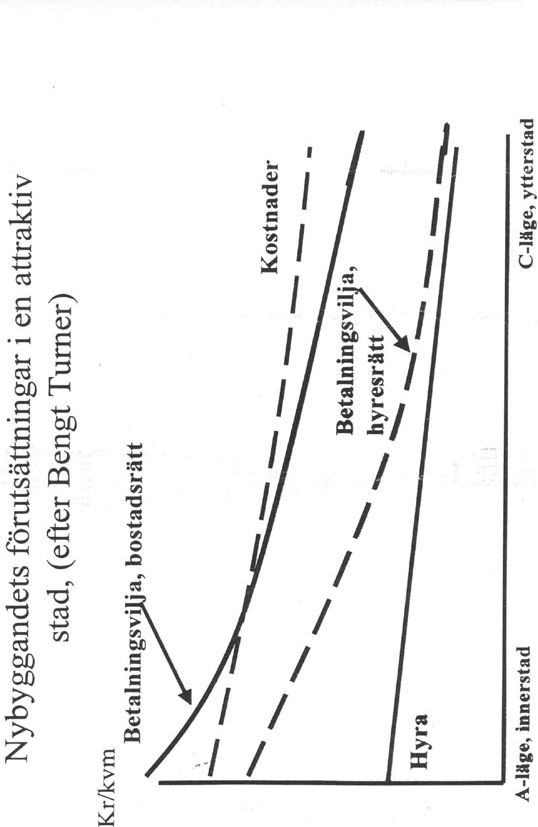 Nybyggandets förutsättningar i en attraktiv
stad, (efter Bengt Turner)
Kr/kvm
Betalningsvilja, bostadsrätt
Kostnader
Betalningsvilja,
hyresrätt
Hyra
A-läge, innerstad
C-läge, ytterstad